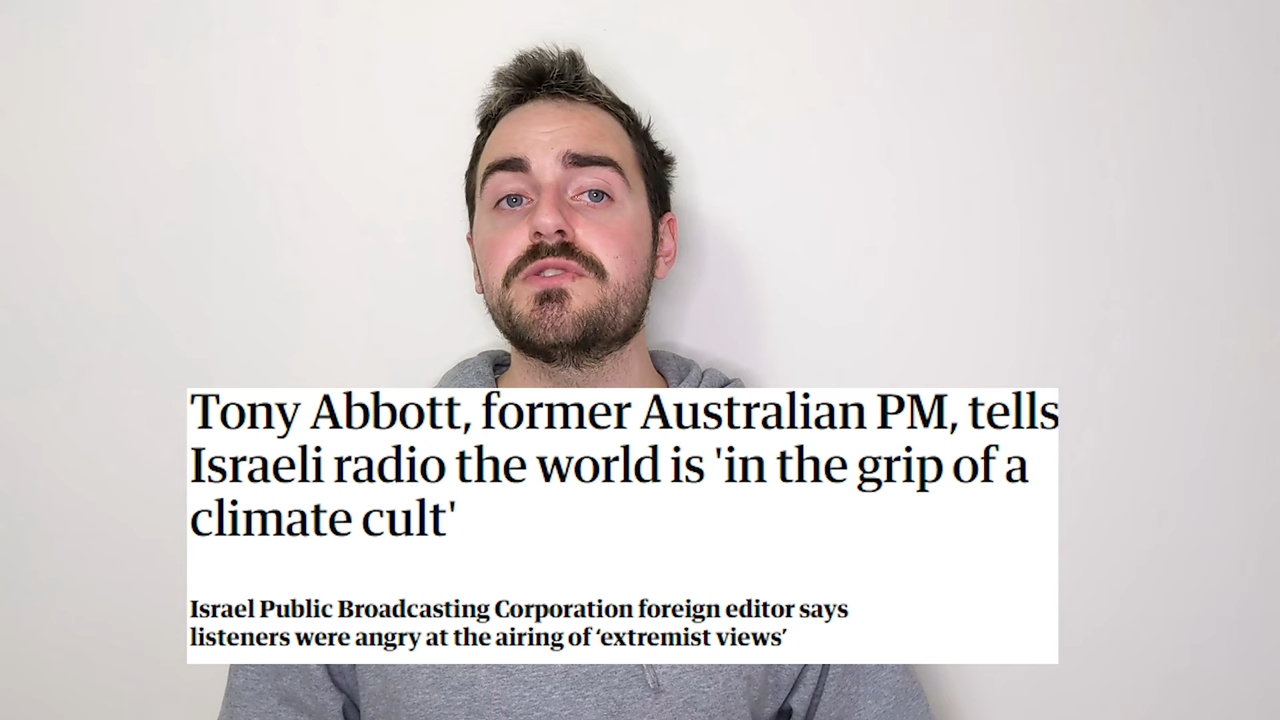 Tony Abbott, former Australian PM, tells
Israeli radio the world is 'in the grip of a
climate cult'
Israel Public Broadcasting Corporation foreign editor says
listeners were angry at the airing of ‘extremist views’